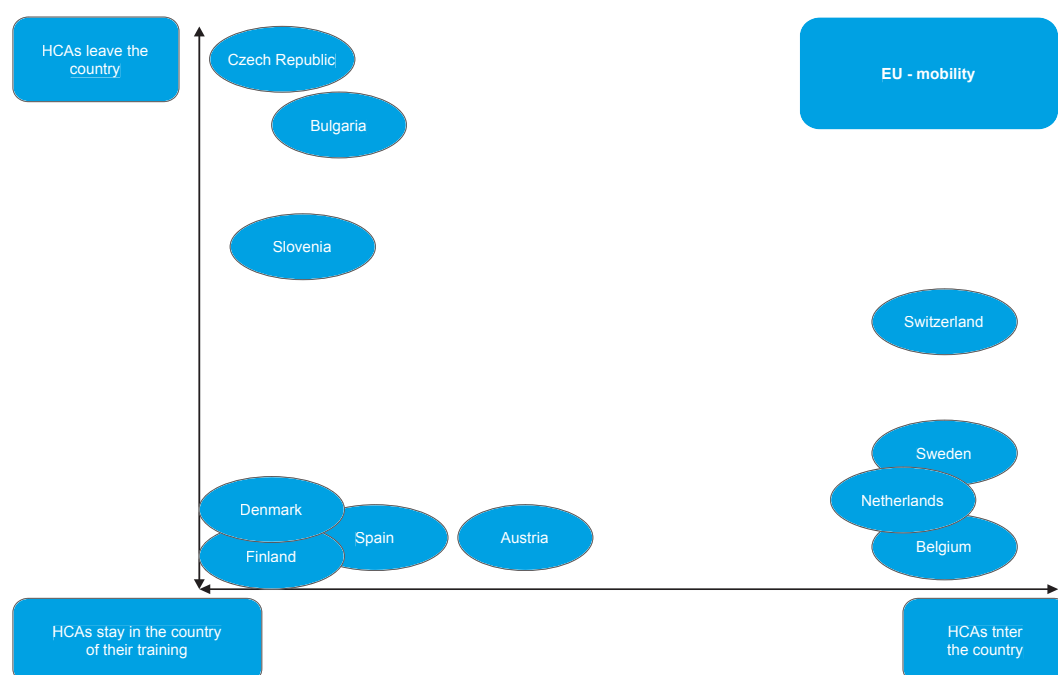 HCAs leave the
country
Czech Republic
EU - mobility
Bulgaria
Slovenia
Switzerland
Sweden
Netherlands
Denmark
Spain
Austria
Finland
Belgium
HCAs stay in the country
of their training
HCAs tnter
the country